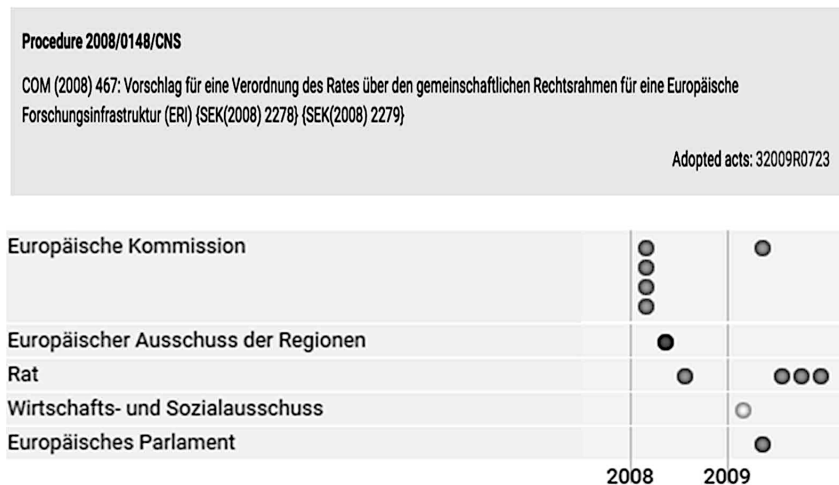 Procedure 2008/0148/CNS
COM (2008) 467: Vorschlag für eine Verordnung des Rates über den gemeinschaftlichen Rechtsrahmen für eine Europäische
Forschungsinfrastruktur (ERI) {SEK(2008) 2278} {SEK(2008) 2279}
Adopted acts: 32009R0723
Europäische Kommission
Europäischer Ausschuss der Regionen
Rat
Wirtschafts- und Sozialausschuss
Europäisches Parlament
2008 2009